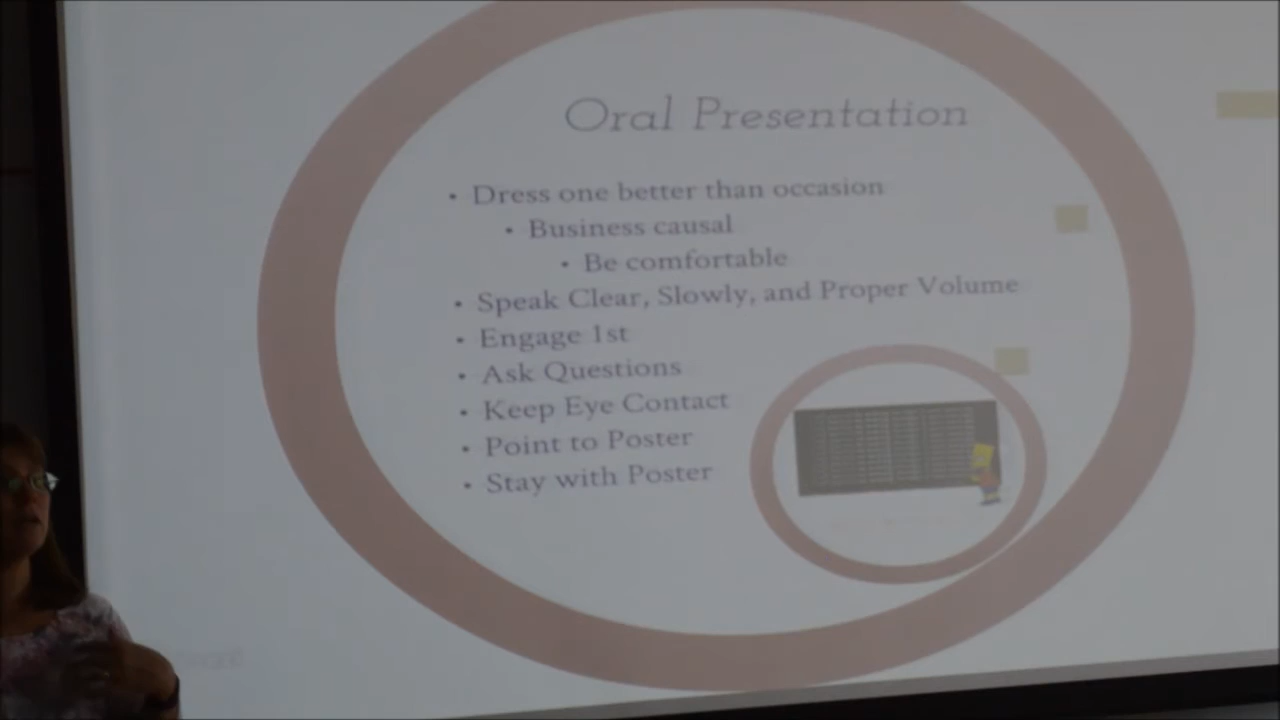 Oral Presentation
• Dress one better than occasion
• Business causal
• Be comfortable
• Speak Clear, Slowly, and Proper Volume
• Engage 1st
• Ask Questions
• Keep Eye Contact
• Point to Poster
• Stay with Poster